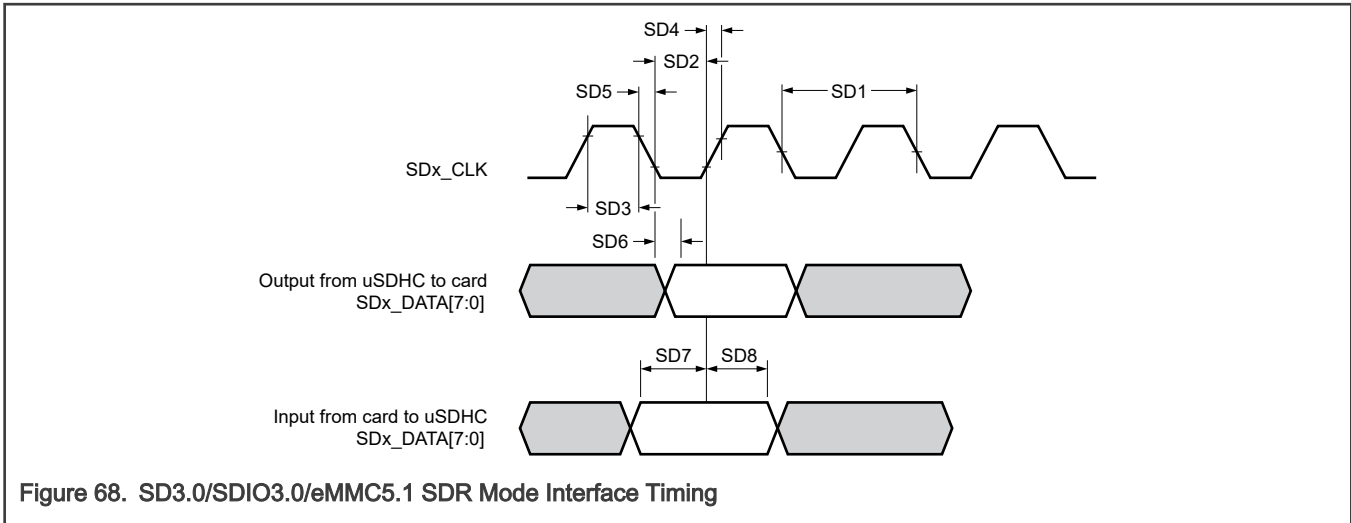 SD4
SD2
SD5
SD1
SDx_CLK
SD3
SD6
Output from uSDHC to card
SDx_DATA[7:0]
SD7 SD8
Input from card to uSDHC
SDx_DATA[7:0]
Figure 68. SD3.0/SDIO3.0/eMMC5.1 SDR Mode Interface Timing